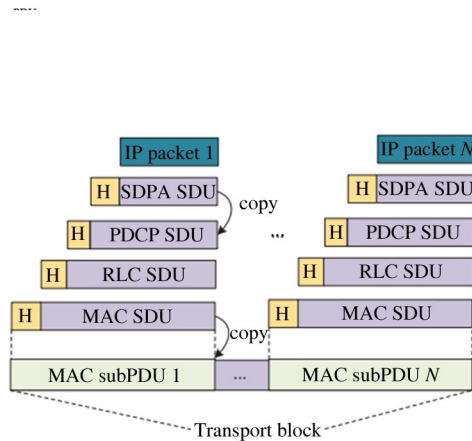 IP packet 1 IP packet N
H SDPA SDU H SDPA SDU
copy
H PDCP SDU ... H PDCP SDU
H RLC SDU H RLC SDU
H MAC SDU H MAC SDU
copy
MAC subPDU 1 ... MAC subPDU N
Transport block